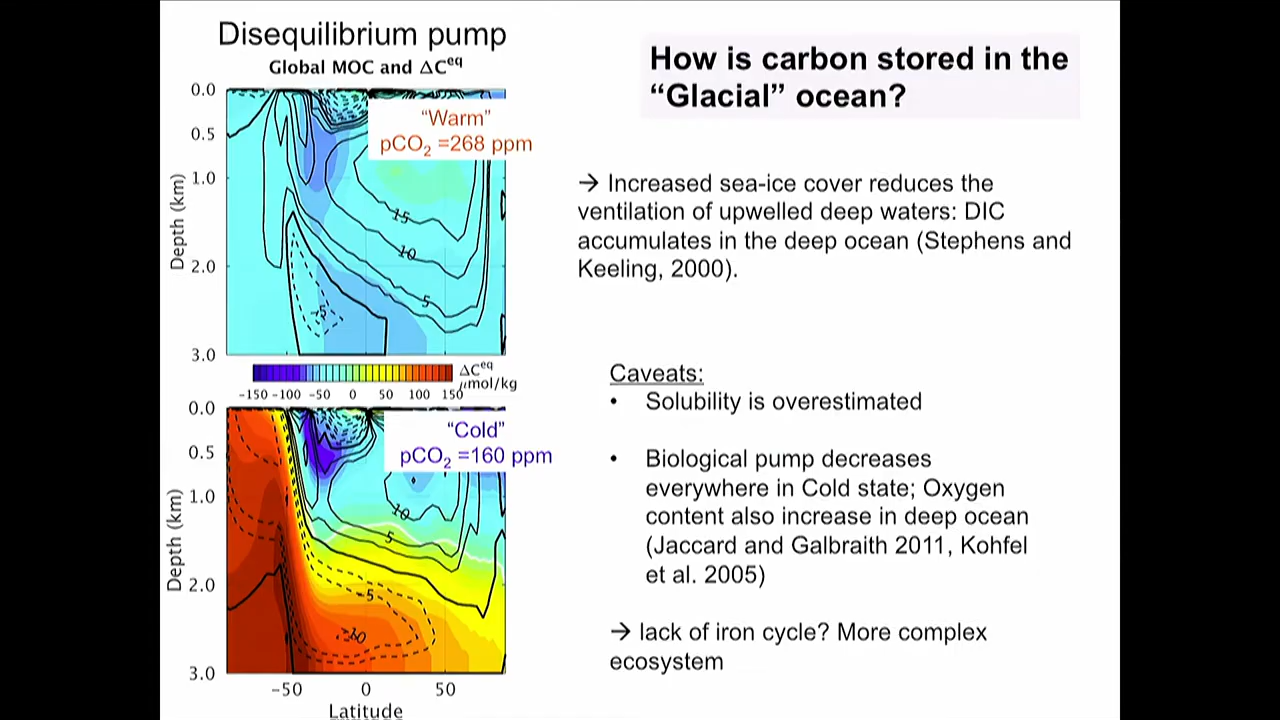 Disequilibrium pump
Global MOC and ΔC^eq
0.0
0.5
1.0
2.0
3.0
Depth (km)
"Warm"
pCO₂ =268 ppm
15
10
5
-5
ΔC^eq
μmol/kg
−150 −100 −50 0 50 100 150
0.0
0.5
1.0
2.0
3.0
Depth (km)
"Cold"
pCO₂ =160 ppm
10
5
-5
-10
−50 0 50
Latitude
How is carbon stored in the
“Glacial” ocean?
→ Increased sea-ice cover reduces the
ventilation of upwelled deep waters: DIC
accumulates in the deep ocean (Stephens and
Keeling, 2000).
Caveats:
• Solubility is overestimated
• Biological pump decreases
everywhere in Cold state; Oxygen
content also increase in deep ocean
(Jaccard and Galbraith 2011, Kohfel
et al. 2005)
→ lack of iron cycle? More complex
ecosystem